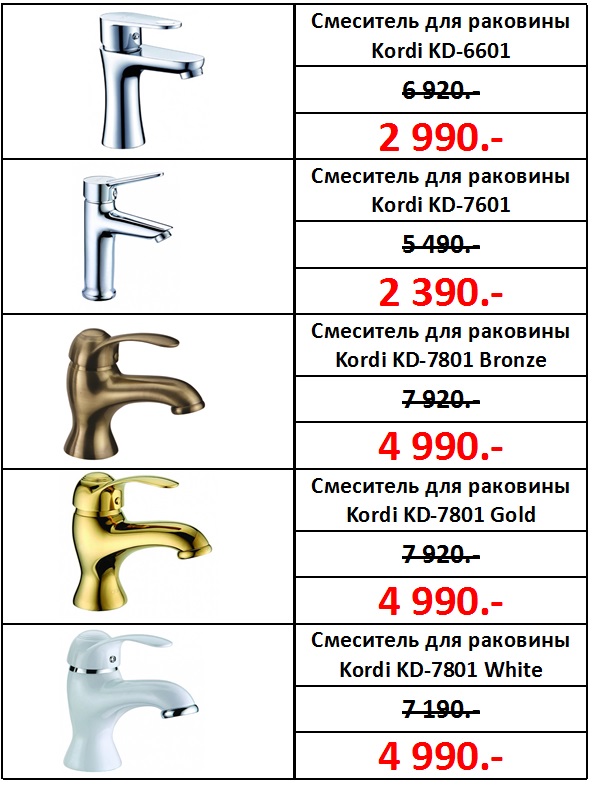 Смеситель для раковины
Kordi KD-6601
6 920.-
2 990.-
Смеситель для раковины
Kordi KD-7601
5 490.-
2 390.-
Смеситель для раковины
Kordi KD-7801 Bronze
7 920.-
4 990.-
Смеситель для раковины
Kordi KD-7801 Gold
7 920.-
4 990.-
Смеситель для раковины
Kordi KD-7801 White
7 190.-
4 990.-